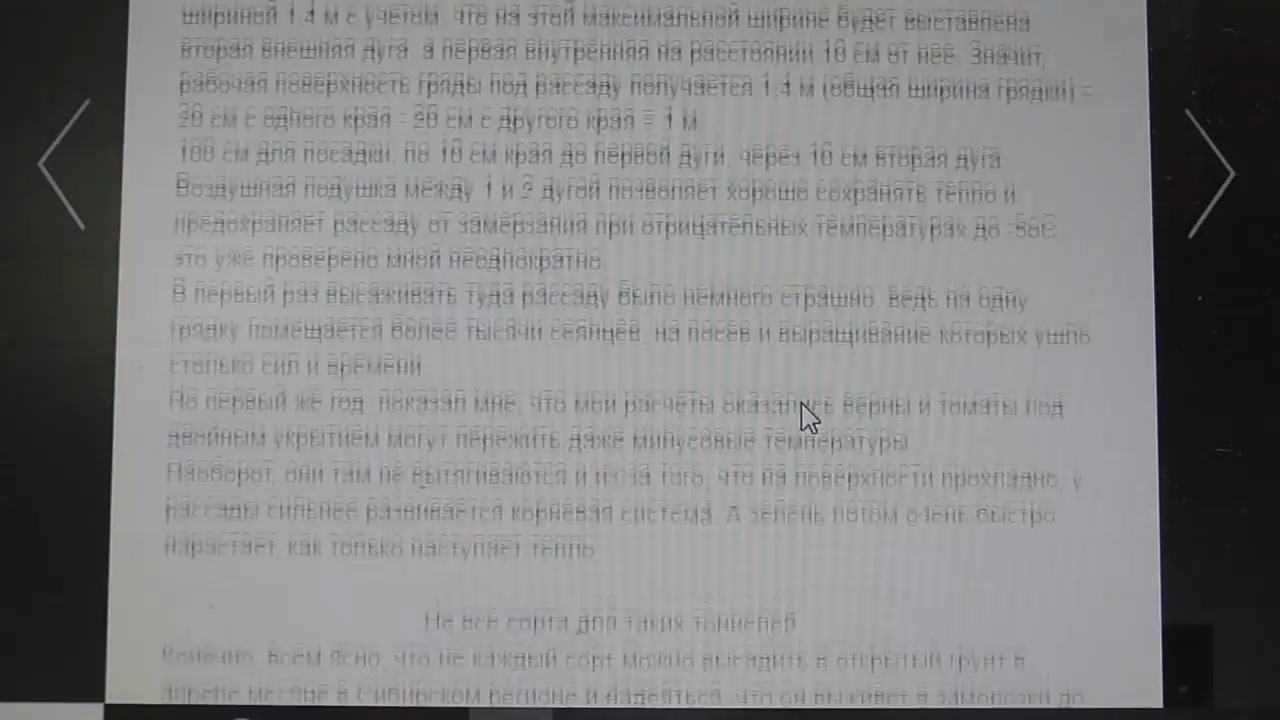 шириной 1,4 м с учетом, что на этой максимальной ширине будет выставлена
вторая внешняя дуга, а первая внутренняя на расстоянии 10 см от нее. Значит,
рабочая поверхность гряды под рассаду получается 1,4 м (общая ширина грядки) –
20 см с одного края – 20 см с другого края = 1 м.
100 см для посадки, по 10 см края до первой дуги, через 10 см вторая дуга.
Воздушная подушка между 1 и 2 дугой позволяет хорошо сохранять тепло и
предохраняет рассаду от замерзания при отрицательных температурах до -5оС,
это уже проверено мной неоднократно.
В первый раз высаживать туда рассаду было немного страшно, ведь на одну
грядку помещается более тысячи сеянцев, на посев и выращивание которых ушло
столько сил и времени.
Но первый же год, показал мне, что мои расчеты оказались верны и томаты под
двойным укрытием могут пережить даже минусовые температуры.
Наоборот, они там не вытягиваются и из-за того, что на поверхности прохладно, у
рассады сильнее развивается корневая система. А зелень потом очень быстро
нарастает, как только наступает тепло.
Не все сорта для таких тоннелей
Конечно, всем ясно, что не каждый сорт можно высадить в открытый грунт в
апреле месяце в Сибирском регионе и надеяться, что он выживет в заморозки до